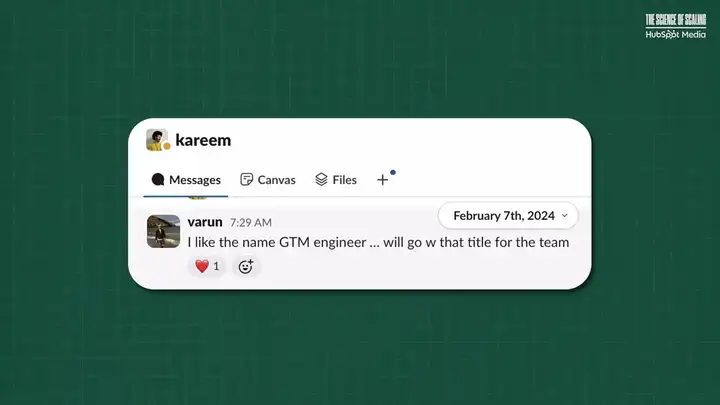 THE SCIENCE OF SCALING
HubSpot Media
kareem
Messages Canvas Files +
February 7th, 2024
varun 7:29 AM
I like the name GTM engineer ... will go w that title for the team
❤️ 1